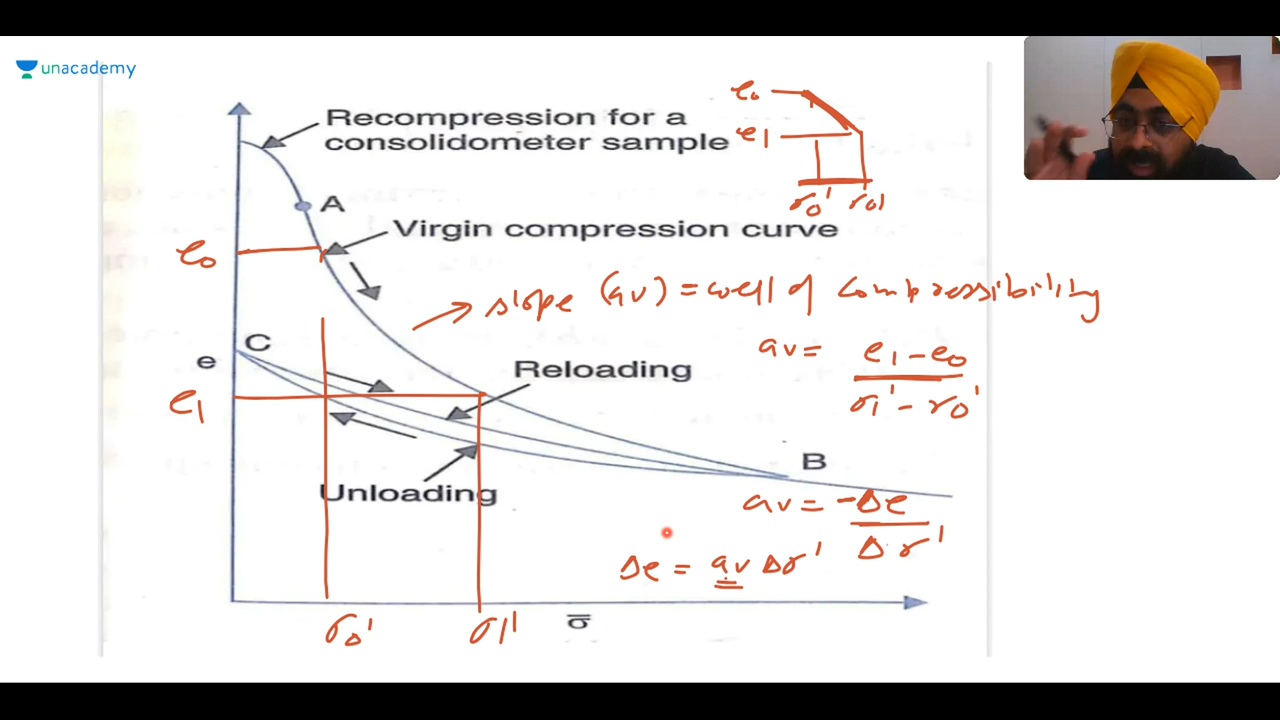 unacademy
Recompression for a
consolidometer sample
e₀
e₁
σ₀'
σ₀₁
A
Virgin compression curve
e₀
slope (av) = coeff of compressibility
C
e
av = e₁ - e₀
σ₁' - σ₀'
Reloading
e₁
B
Unloading
av = -Δe
Δσ'
Δe = av Δσ'
σ₀'
σ₁'
σ̅